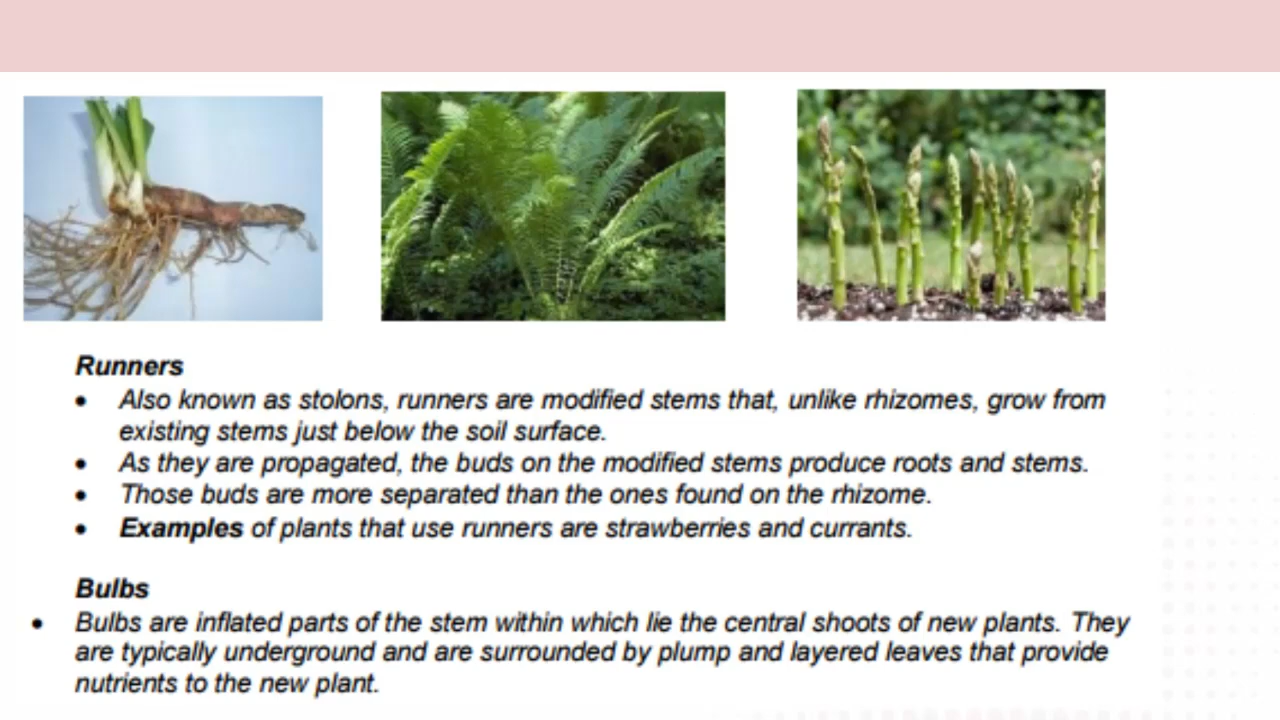 Runners
• Also known as stolons, runners are modified stems that, unlike rhizomes, grow from
existing stems just below the soil surface.
• As they are propagated, the buds on the modified stems produce roots and stems.
• Those buds are more separated than the ones found on the rhizome.
• Examples of plants that use runners are strawberries and currants.
Bulbs
• Bulbs are inflated parts of the stem within which lie the central shoots of new plants. They
are typically underground and are surrounded by plump and layered leaves that provide
nutrients to the new plant.